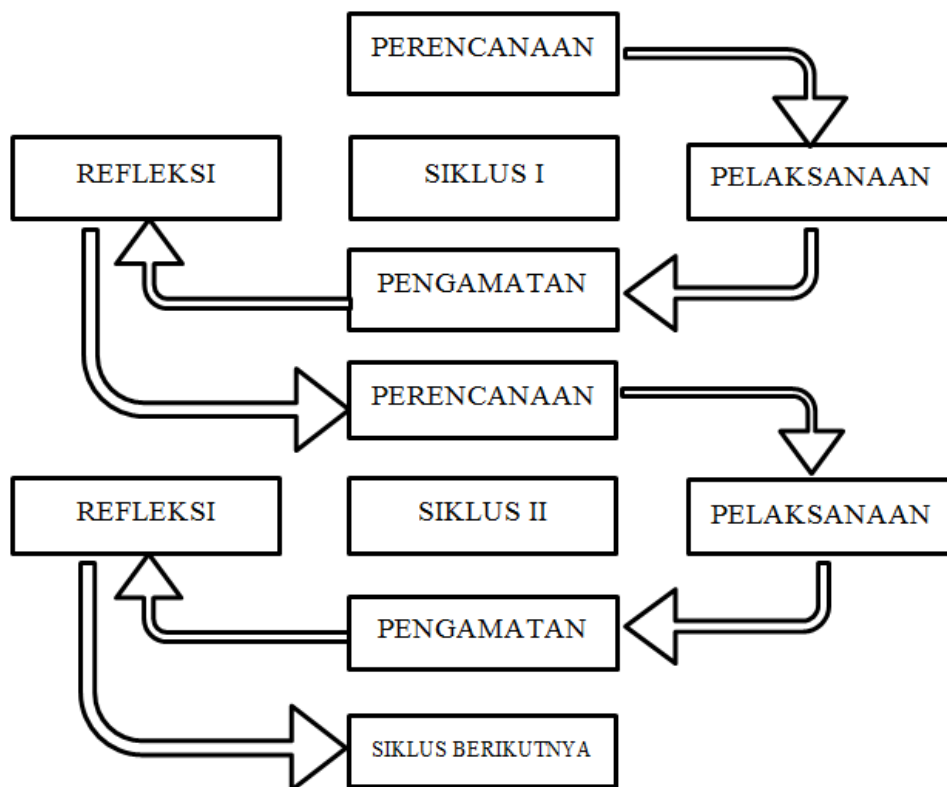 PERENCANAAN
REFLEKSI
SIKLUS I
PELAKSANAAN
PENGAMATAN
PERENCANAAN
REFLEKSI
SIKLUS II
PELAKSANAAN
PENGAMATAN
SIKLUS BERIKUTNYA